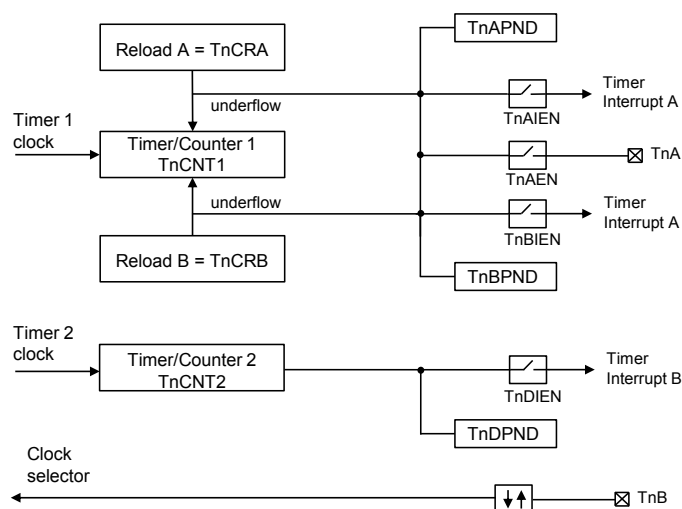 TnAPND
Reload A = TnCRA
underflow
TnAIEN
Timer
Interrupt A
Timer 1
clock
Timer/Counter 1
TnCNT1
TnAEN
TnA
underflow
TnBIEN
Timer
Interrupt A
Reload B = TnCRB
TnBPND
Timer 2
clock
Timer/Counter 2
TnCNT2
TnDIEN
Timer
Interrupt B
TnDPND
Clock
selector
TnB